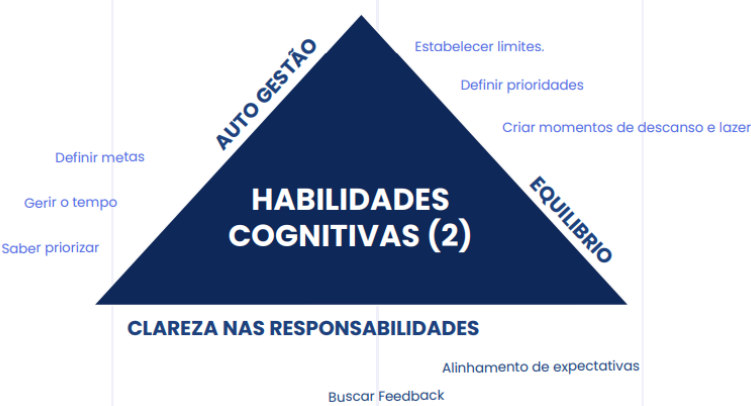 Estabelecer limites.
AUTO GESTÃO
Definir prioridades
Criar momentos de descanso e lazer
Definir metas
EQUILIBRIO
HABILIDADES
COGNITIVAS (2)
Gerir o tempo
Saber priorizar
CLAREZA NAS RESPONSABILIDADES
Alinhamento de expectativas
Buscar Feedback